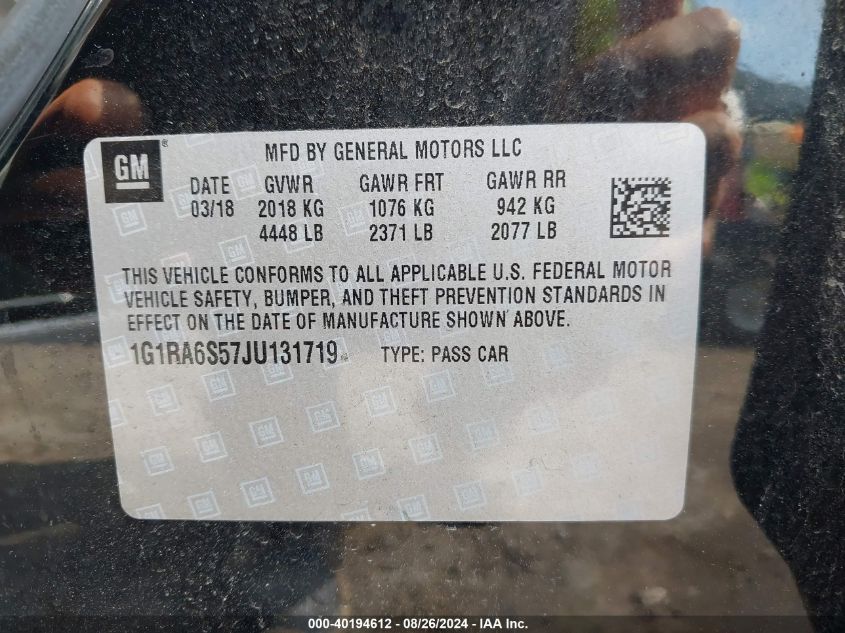 GM ®
MFD BY GENERAL MOTORS LLC
DATE GVWR GAWR FRT GAWR RR
03/18 2018 KG 1076 KG 942 KG
4448 LB 2371 LB 2077 LB
THIS VEHICLE CONFORMS TO ALL APPLICABLE U.S. FEDERAL MOTOR
VEHICLE SAFETY, BUMPER, AND THEFT PREVENTION STANDARDS IN
EFFECT ON THE DATE OF MANUFACTURE SHOWN ABOVE.
1G1RA6S57JU131719 TYPE: PASS CAR
000-40194612 - 08/26/2024 - IAA Inc.